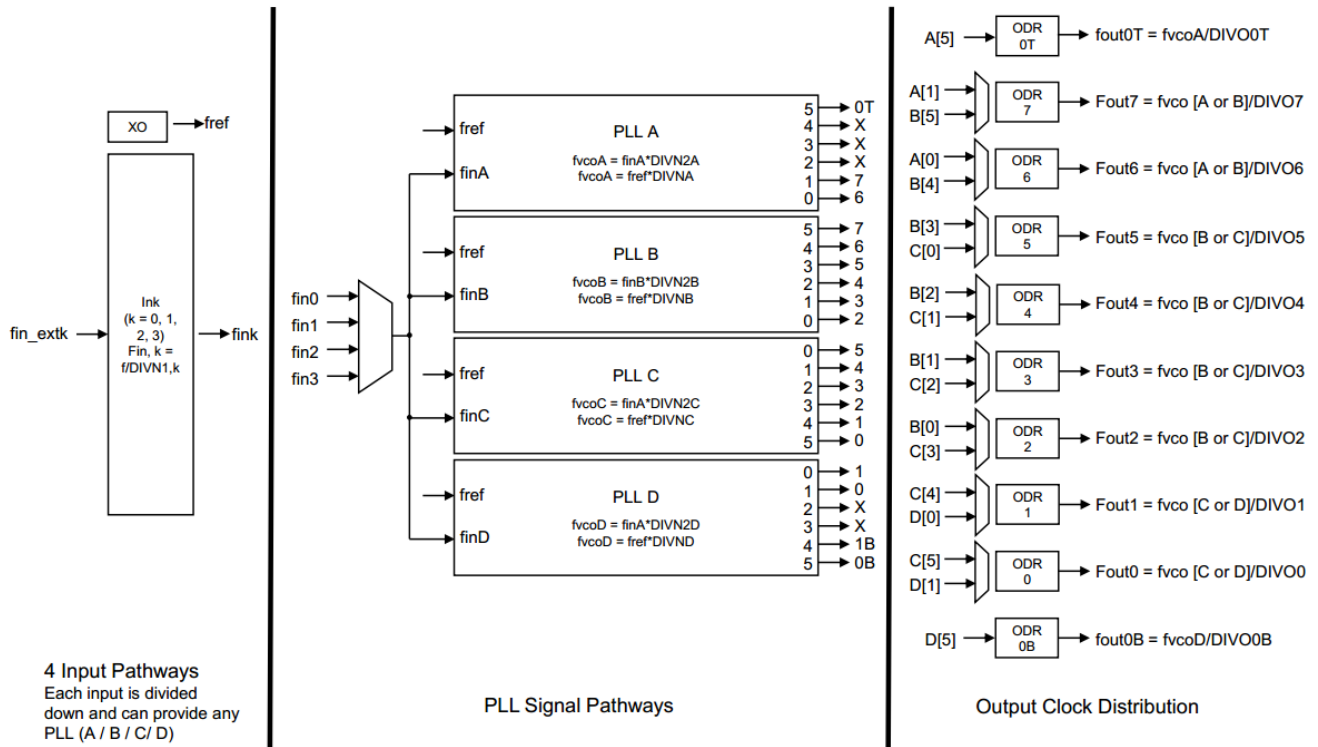 XO
fref
fin_extk
Ink
(k = 0, 1,
2, 3)
Fin, k =
f/DIVN1,k
fink
4 Input Pathways
Each input is divided
down and can provide any
PLL (A / B / C/ D)
fin0
fin1
fin2
fin3
fref
finA
PLL A
fvcoA = finA*DIVN2A
fvcoA = fref*DIVNA
5 0T
4 X
3 X
2 X
1 7
0 6
fref
finB
PLL B
fvcoB = finB*DIVN2B
fvcoB = fref*DIVNB
5 7
4 6
3 5
2 4
1 3
0 2
fref
finC
PLL C
fvcoC = finA*DIVN2C
fvcoC = fref*DIVNC
0 5
1 4
2 3
3 2
4 1
5 0
fref
finD
PLL D
fvcoD = finA*DIVN2D
fvcoD = fref*DIVND
0 1
1 0
2 X
3 X
4 1B
5 0B
PLL Signal Pathways
A[5]
ODR
0T
fout0T = fvcoA/DIVO0T
A[1]
B[5]
ODR
7
Fout7 = fvco [A or B]/DIVO7
A[0]
B[4]
ODR
6
Fout6 = fvco [A or B]/DIVO6
B[3]
C[0]
ODR
5
Fout5 = fvco [B or C]/DIVO5
B[2]
C[1]
ODR
4
Fout4 = fvco [B or C]/DIVO4
B[1]
C[2]
ODR
3
Fout3 = fvco [B or C]/DIVO3
B[0]
C[3]
ODR
2
Fout2 = fvco [B or C]/DIVO2
C[4]
D[0]
ODR
1
Fout1 = fvco [C or D]/DIVO1
C[5]
D[1]
ODR
0
Fout0 = fvco [C or D]/DIVO0
D[5]
ODR
0B
fout0B = fvcoD/DIVO0B
Output Clock Distribution